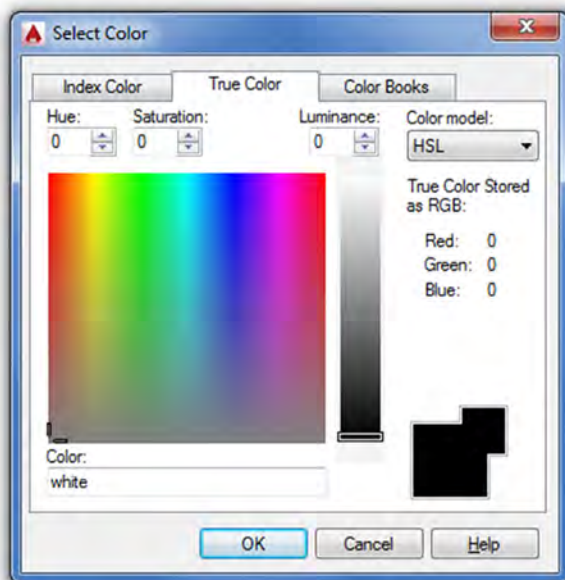 Select Color
Index Color True Color Color Books
Hue: Saturation: Luminance: Color model:
0 0 0 HSL
True Color Stored
as RGB:
Red: 0
Green: 0
Blue: 0
Color:
white
OK Cancel Help